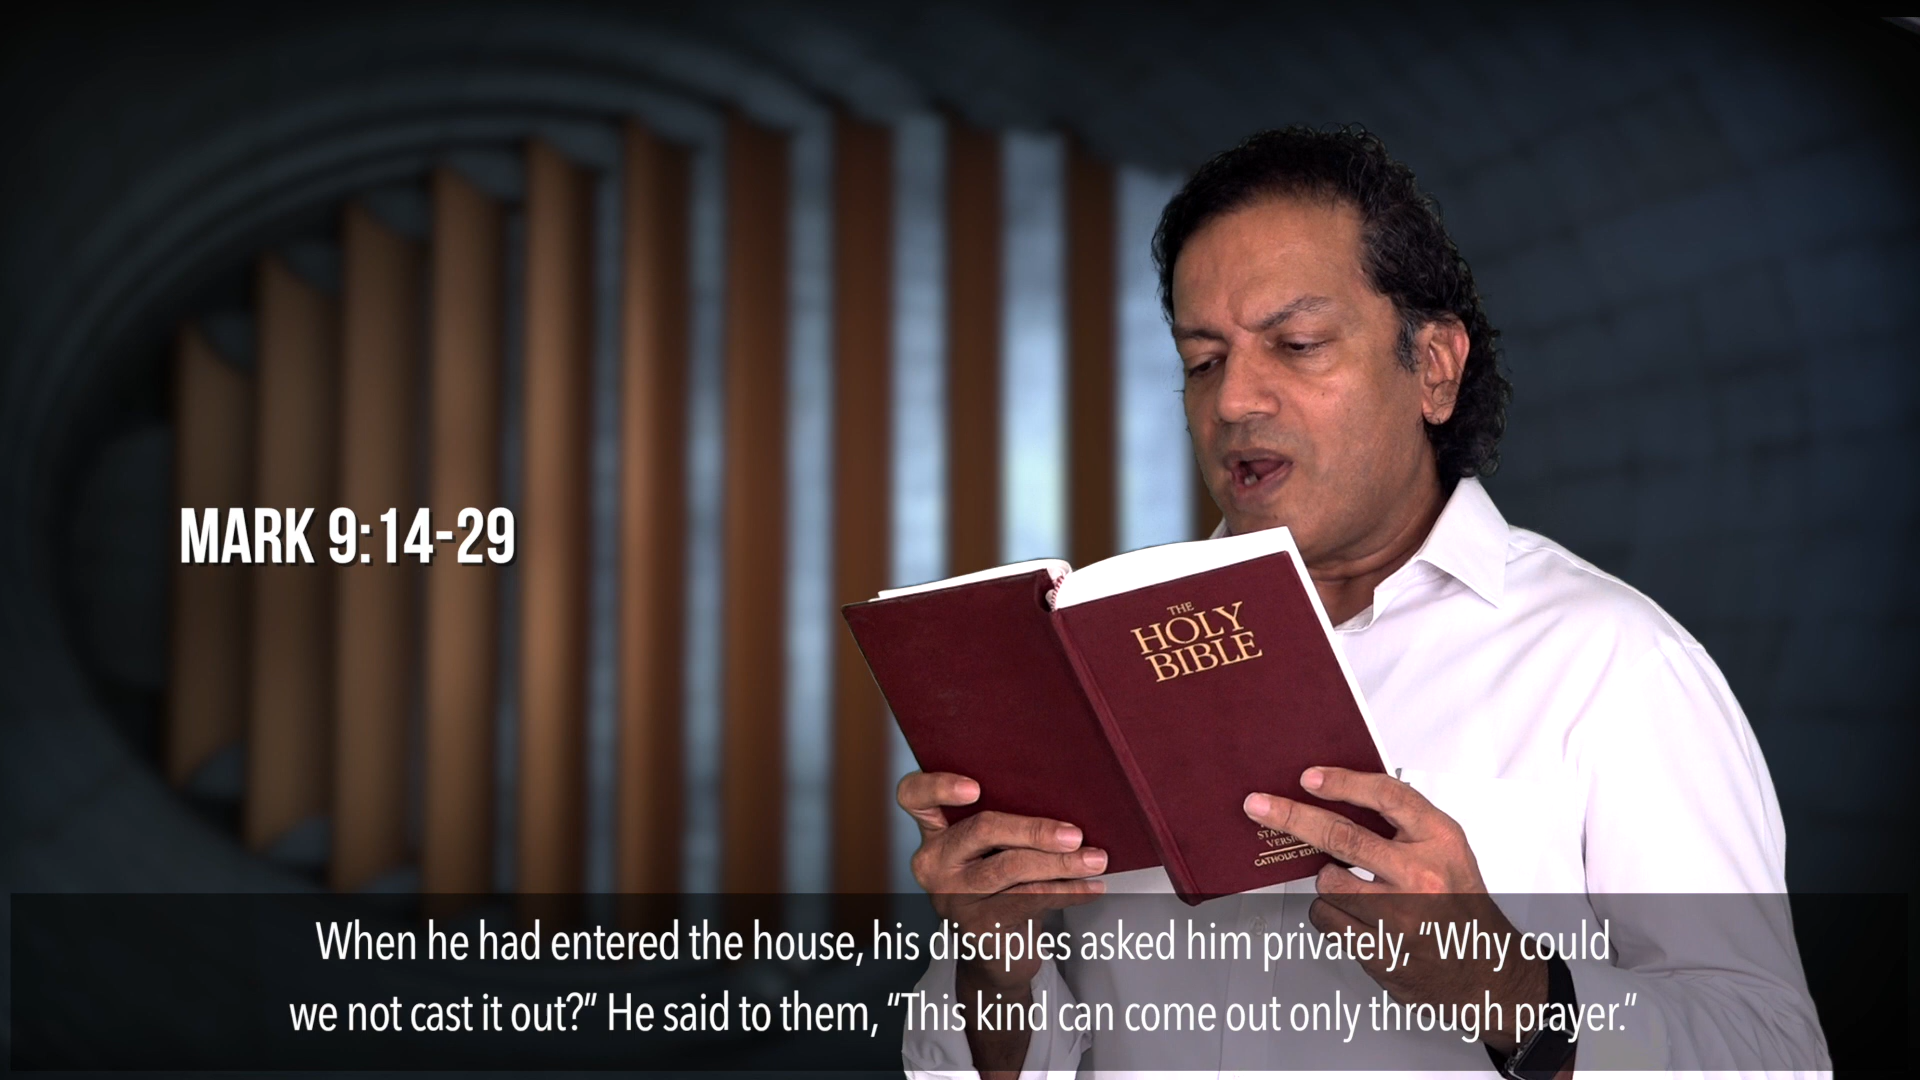 MARK 9:14-29
THE
HOLY
BIBLE
CATHOLIC
When he had entered the house, his disciples asked him privately, “Why could
we not cast it out?” He said to them, “This kind can come out only through prayer.”